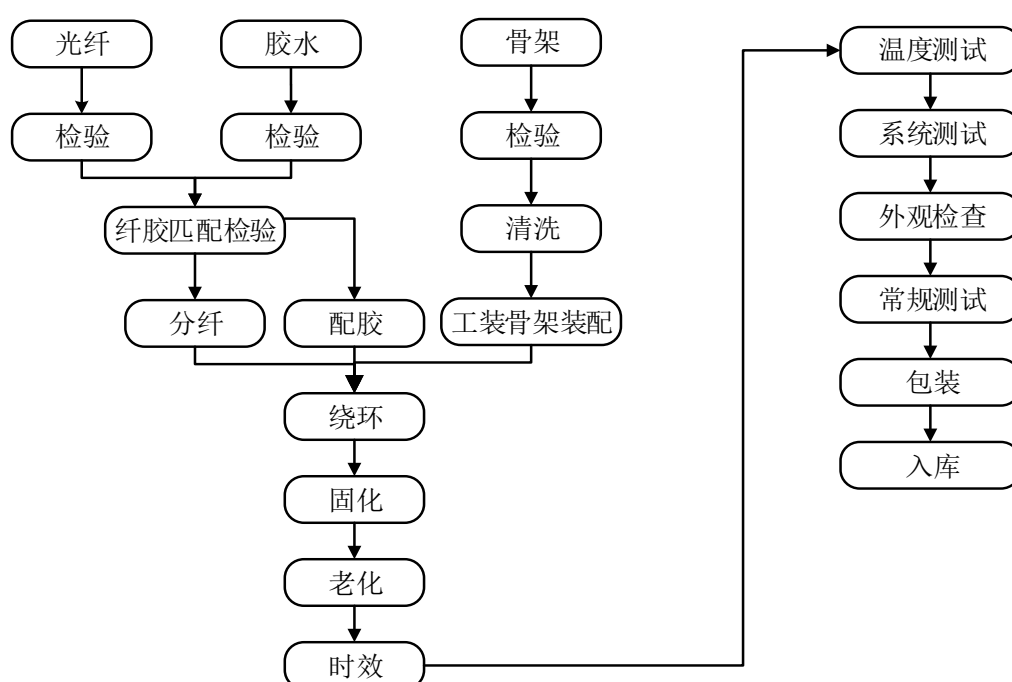 光纤
胶水
骨架
检验
检验
检验
纤胶匹配检验
清洗
分纤
配胶
工装骨架装配
绕环
固化
老化
时效
温度测试
系统测试
外观检查
常规测试
包装
入库